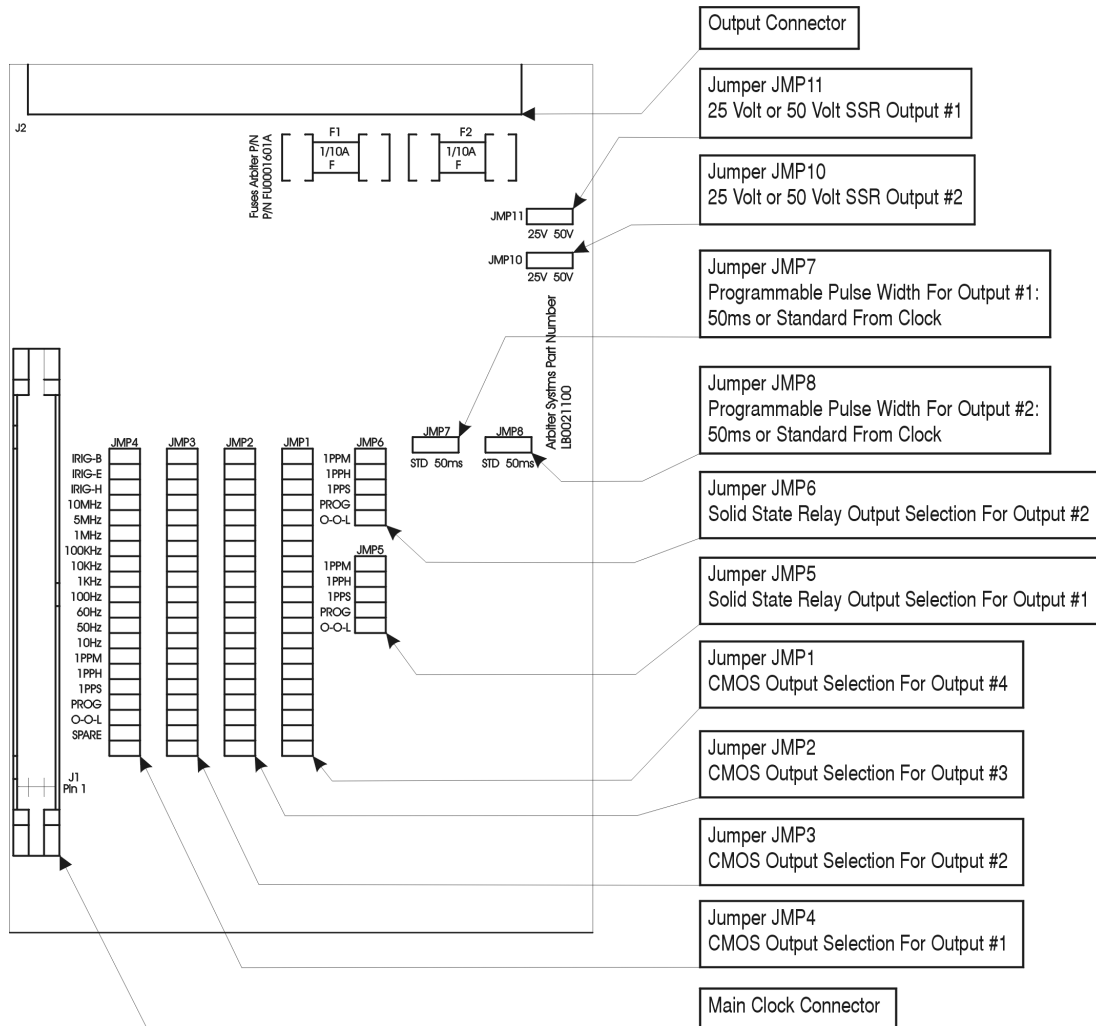 Output Connector
Jumper JMP11
25 Volt or 50 Volt SSR Output #1
Jumper JMP10
25 Volt or 50 Volt SSR Output #2
Jumper JMP7
Programmable Pulse Width For Output #1:
50ms or Standard From Clock
Jumper JMP8
Programmable Pulse Width For Output #2:
50ms or Standard From Clock
Jumper JMP6
Solid State Relay Output Selection For Output #2
Jumper JMP5
Solid State Relay Output Selection For Output #1
Jumper JMP1
CMOS Output Selection For Output #4
Jumper JMP2
CMOS Output Selection For Output #3
Jumper JMP3
CMOS Output Selection For Output #2
Jumper JMP4
CMOS Output Selection For Output #1
Main Clock Connector
J2
Fuses Arbiter P/N
P/N FU0001601A
F1
1/10A
F
F2
1/10A
F
JMP11
25V 50V
JMP10
25V 50V
Arbiter Systms Part Number
LB0021100
JMP7
STD 50ms
JMP8
STD 50ms
JMP4
JMP3
JMP2
JMP1
IRIG-B
IRIG-E
IRIG-H
10MHz
5MHz
1MHz
100KHz
10KHz
1KHz
100Hz
60Hz
50Hz
10Hz
1PPM
1PPH
1PPS
PROG
O-O-L
SPARE
JMP6
1PPM
1PPH
1PPS
PROG
O-O-L
JMP5
1PPM
1PPH
1PPS
PROG
O-O-L
J1
Pin 1